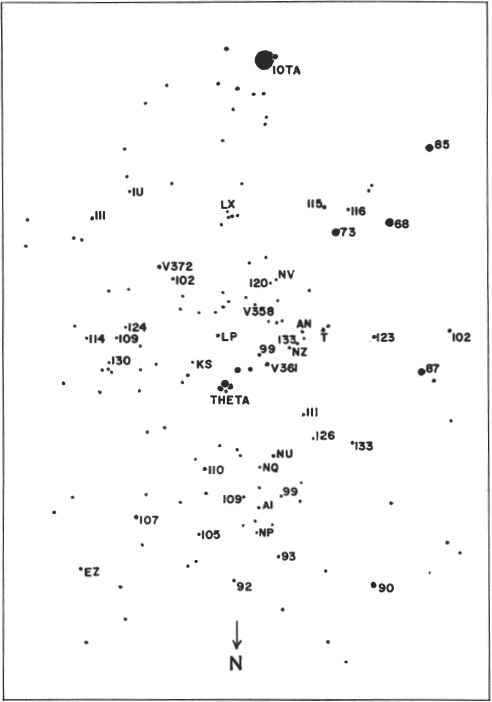 IOTA
85
IU
LX
115
116
III
73
68
V372
102
120
NV
V358
124
AN
114
109
LP
133
T
123
102
NZ
99
130
KS
V361
87
THETA
III
126
133
NU
110
NQ
109
99
AI
107
105
NP
93
EZ
92
90
N